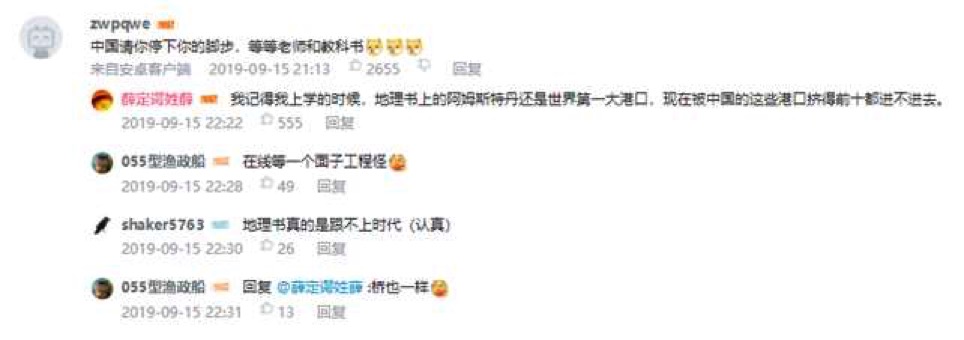 zwpqwe
中国请你停下你的脚步，等等老师和教科书
来自安卓客户端 2019-09-15 21:13 2655 回复
薛定谔姓薛 我记得我上学的时候，地理书上的阿姆斯特丹还是世界第一大港口，现在被中国的这些港口挤得前十都进不进去。
2019-09-15 22:22 555 回复
055型渔政船 在线等一个面子工程怪
2019-09-15 22:28 49 回复
shaker5763 地理书真的是跟不上时代（认真）
2019-09-15 22:30 26 回复
055型渔政船 回复 @薛定谔姓薛 :桥也一样
2019-09-15 22:31 13 回复